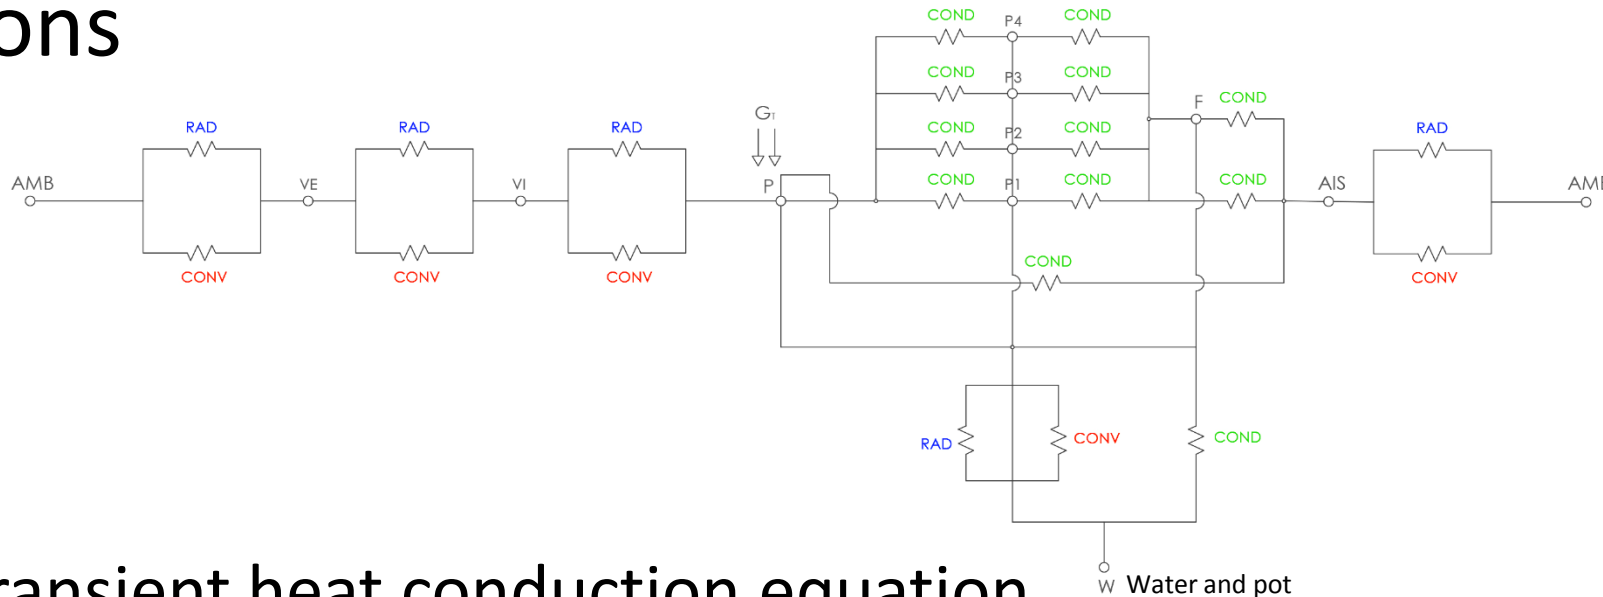 ons
COND P4 COND
COND P3 COND
F COND
G₁
RAD RAD RAD COND P2 COND RAD
AMB VE VI P COND P1 COND COND AIS AMB
COND
CONV CONV CONV CONV
RAD CONV COND
ransient heat conduction equation
W Water and pot